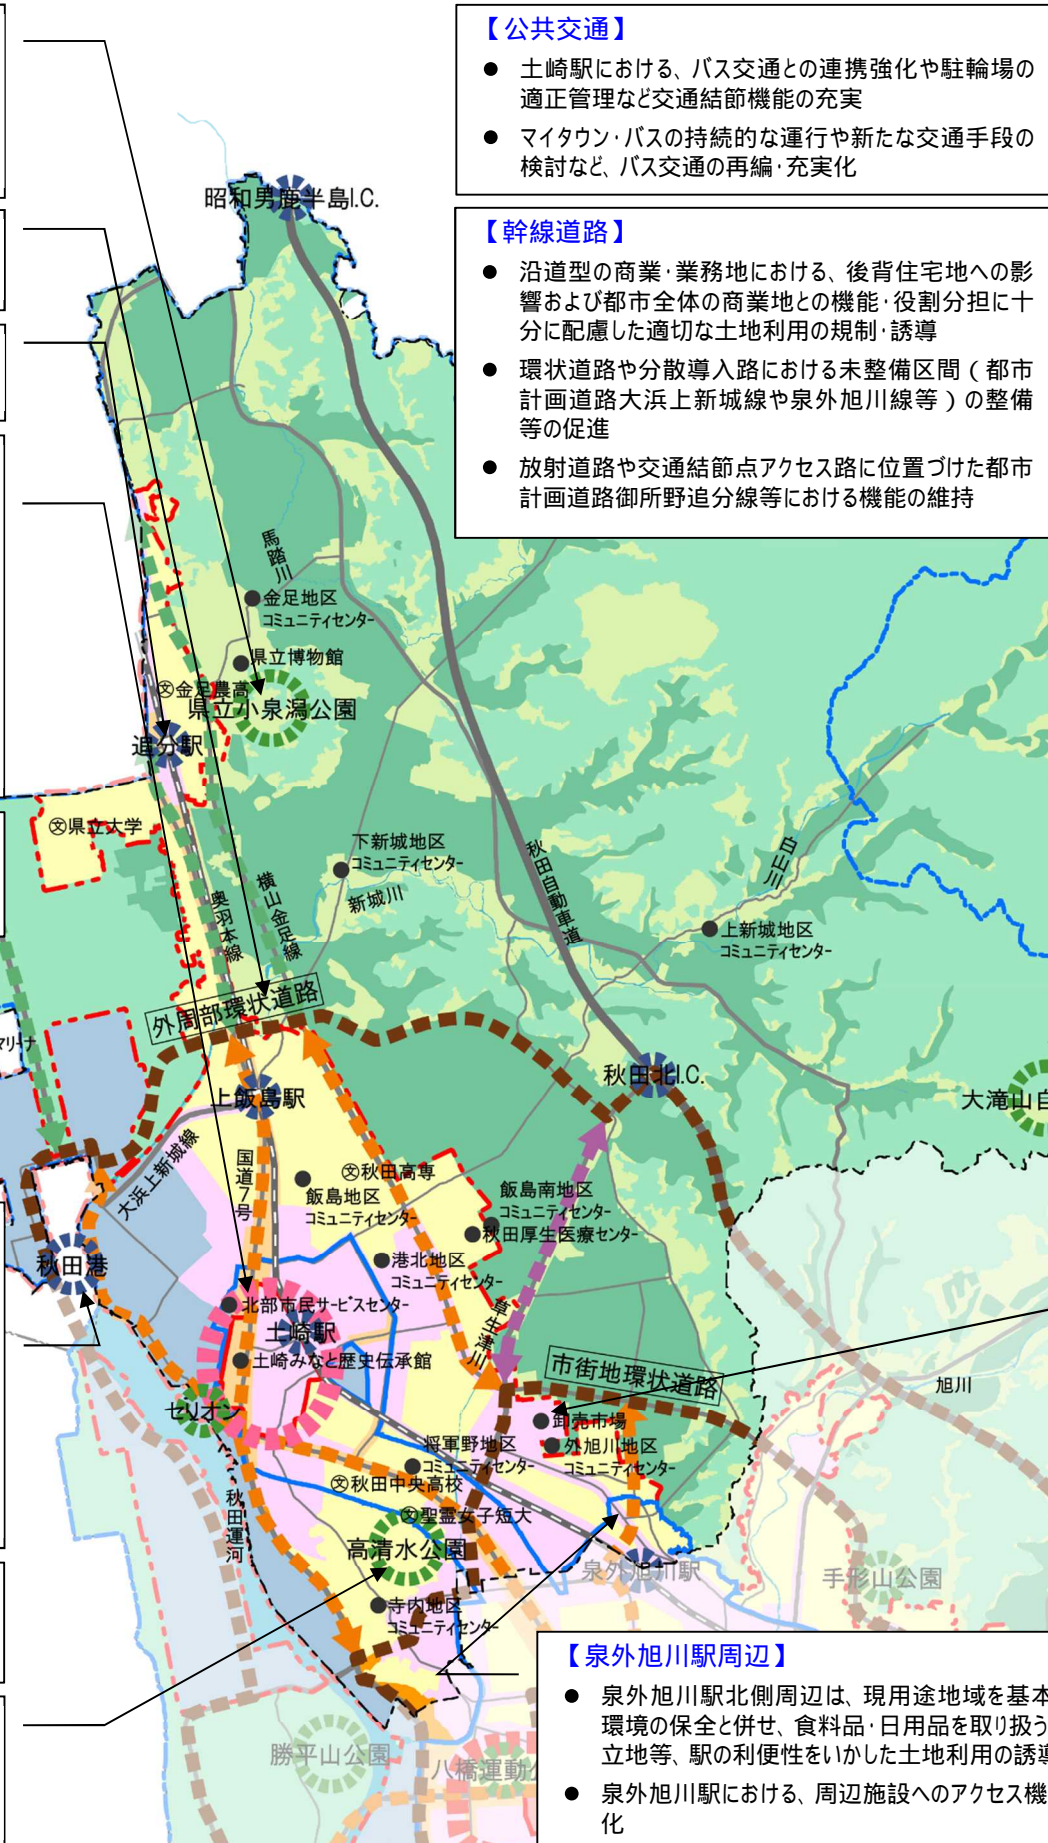 【公共交通】
● 土崎駅における、バス交通との連携強化や駐輪場の
適正管理など交通結節機能の充実
● マイタウン・バスの持続的な運行や新たな交通手段の
検討など、バス交通の再編・充実化
【幹線道路】
● 沿道型の商業・業務地における、後背住宅地への影
響および都市全体の商業地との機能・役割分担に十
分に配慮した適切な土地利用の規制・誘導
● 環状道路や分散導入路における未整備区間（都市
計画道路大浜上新城線や泉外旭川線等）の整備
等の促進
● 放射道路や交通結節点アクセス路に位置づけた都市
計画道路御所野追分線等における機能の維持
昭和男鹿半島I.C.
馬踏川
金足地区
コミュニティセンター
県立博物館
文金足農高
県立小泉潟公園
追分駅
文県立大学
下新城地区
コミュニティセンター
新城川
秋田自動車道
白山川
上新城地区
コミュニティセンター
奥羽本線
横山金足線
外周部環状道路
マリーナ
秋田北I.C.
大滝山自
上飯島駅
大浜上新城線
国道7号
文秋田高専
飯島地区
コミュニティセンター
飯島南地区
コミュニティセンター
秋田厚生医療センター
秋田港
港北地区
コミュニティセンター
北部市民サービスセンター
土崎駅
草生津川
土崎みなと歴史伝承館
市街地環状道路
旭川
セリオン
卸売市場
将軍野地区
コミュニティセンター
外旭川地区
コミュニティセンター
文秋田中央高校
秋田運河
文聖霊女子短大
高清水公園
泉外旭川駅
手形山公園
寺内地区
コミュニティセンター
勝平山公園
八橋運動公
【泉外旭川駅周辺】
● 泉外旭川駅北側周辺は、現用途地域を基本
環境の保全と併せ、食料品・日用品を取り扱う
立地等、駅の利便性をいかした土地利用の誘導
● 泉外旭川駅における、周辺施設へのアクセス機
化